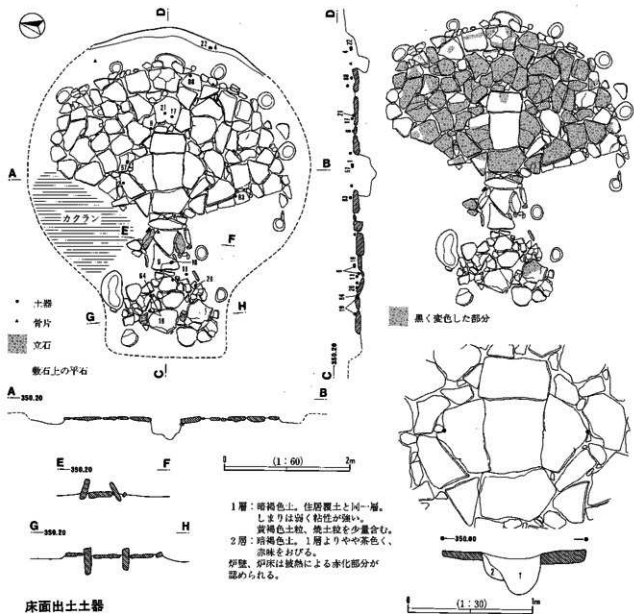 D
A
B
カクラン
E
F
G
H
C
・ 土器
▲ 骨片
立石
敷石上の平石
A 350.20 B
E 350.20 F
G 350.20 H
0 (1:60) 2m
D
C 350.20
黒く変色した部分
1層:暗褐色土。住居覆土と同一層。
しまりは弱く粘性が強い。
黄褐色土粒、焼土粒を少量含む。
2層:暗褐色土。1層よりやや茶色く、
赤味をおびる。
炉壁、炉床は被熱による赤化部分が
認められる。
350.00
2 1
0 (1:30) 1m
床面出土土器